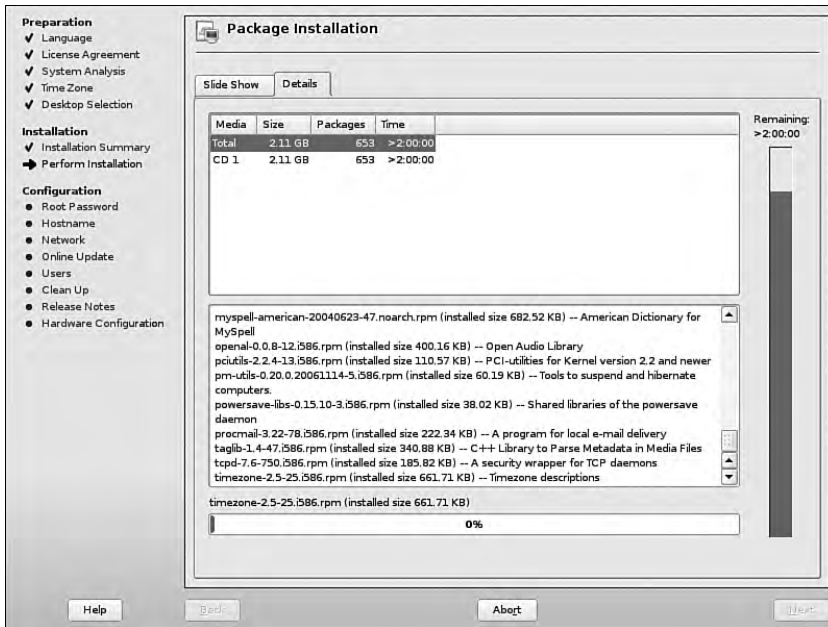 Preparation
Language
License Agreement
System Analysis
Time Zone
Desktop Selection
Installation
Installation Summary
Perform Installation
Configuration
Root Password
Hostname
Network
Online Update
Users
Clean Up
Release Notes
Hardware Configuration
Package Installation
Slide Show Details
Media Size Packages Time
Total 2.11 GB 653 >2:00:00
CD 1 2.11 GB 653 >2:00:00
Remaining:
>2:00:00
myspell-american-20040623-47.noarch.rpm (installed size 682.52 KB) -- American Dictionary for
MySpell
openal-0.0.8-12.i586.rpm (installed size 400.16 KB) -- Open Audio Library
pciutils-2.2.4-13.i586.rpm (installed size 110.57 KB) -- PCI-utilities for Kernel version 2.2 and newer
pm-utils-0.20.0.20061114-5.i586.rpm (installed size 60.19 KB) -- Tools to suspend and hibernate
computers.
powersave-libs-0.15.10-3.i586.rpm (installed size 38.02 KB) -- Shared libraries of the powersave
daemon
procmail-3.22-78.i586.rpm (installed size 222.34 KB) -- A program for local e-mail delivery
taglib-1.4-47.i586.rpm (installed size 340.88 KB) -- C++ Library to Parse Metadata in Media Files
tcpd-7.6-750.i586.rpm (installed size 185.82 KB) -- A security wrapper for TCP daemons
timezone-2.5-25.i586.rpm (installed size 661.71 KB) -- Timezone descriptions
timezone-2.5-25.i586.rpm (installed size 661.71 KB)
0%
Help Back Abort Next